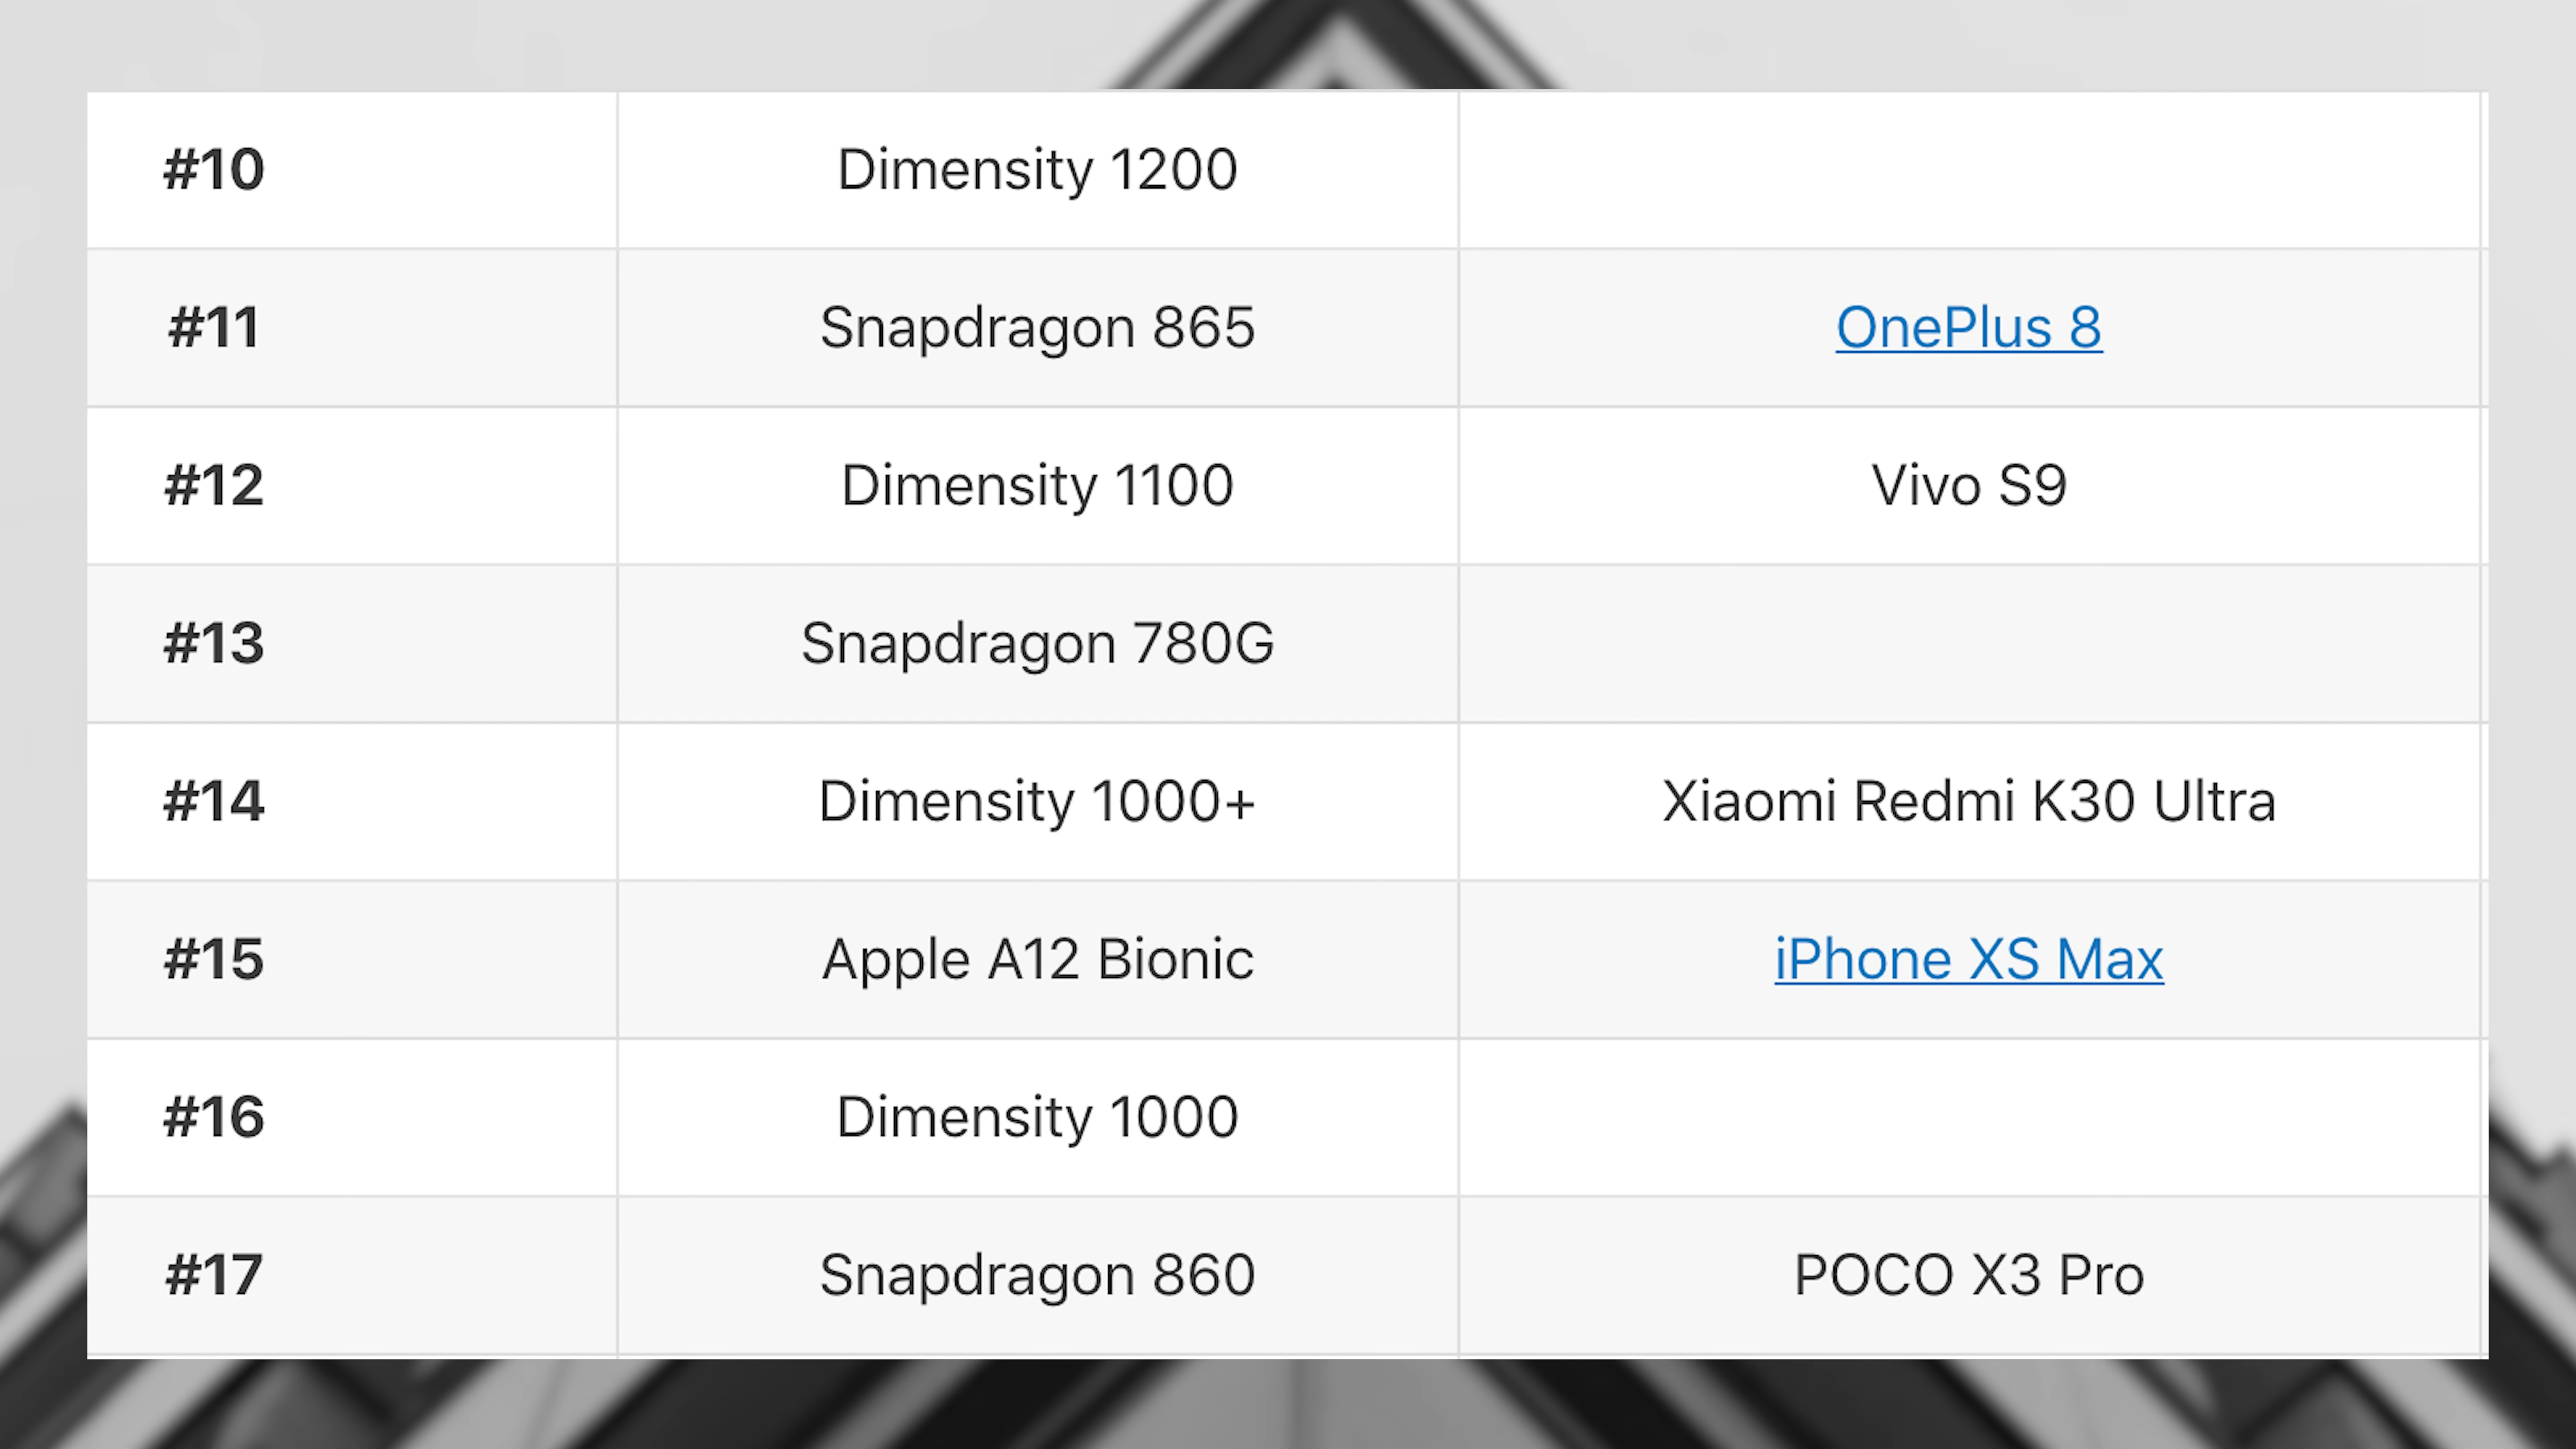 #10 Dimensity 1200
#11 Snapdragon 865 OnePlus 8
#12 Dimensity 1100 Vivo S9
#13 Snapdragon 780G
#14 Dimensity 1000+ Xiaomi Redmi K30 Ultra
#15 Apple A12 Bionic iPhone XS Max
#16 Dimensity 1000
#17 Snapdragon 860 POCO X3 Pro